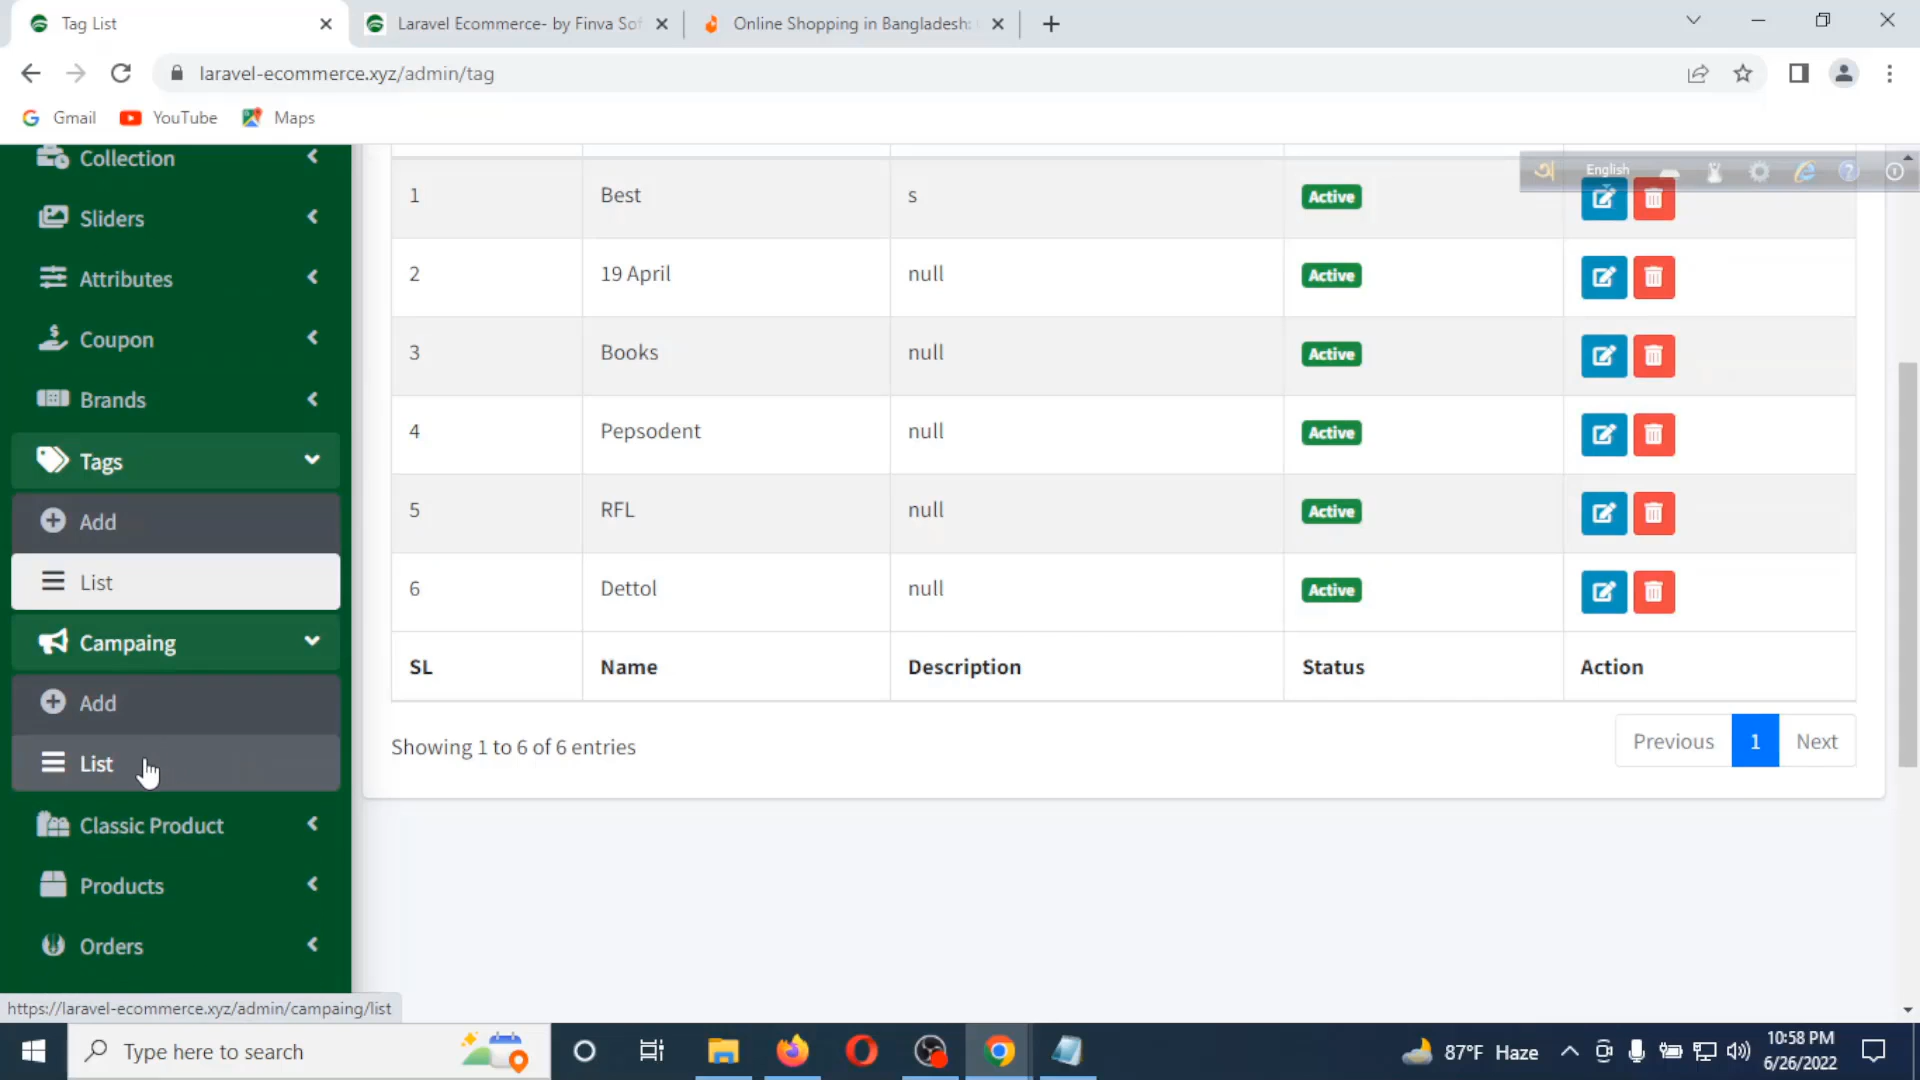 Tag List
Laravel Ecommerce- by Finva Sof
Online Shopping in Bangladesh:
laravel-ecommerce.xyz/admin/tag
Gmail
YouTube
Maps
Collection
Sliders
Attributes
Coupon
Brands
Tags
Add
List
Campaing
Add
List
Classic Product
Products
Orders
English
1 Best s Active
2 19 April null Active
3 Books null Active
4 Pepsodent null Active
5 RFL null Active
6 Dettol null Active
SL Name Description Status Action
Showing 1 to 6 of 6 entries
Previous 1 Next
https://laravel-ecommerce.xyz/admin/campaing/list
Type here to search
87°F Haze
10:58 PM
6/26/2022